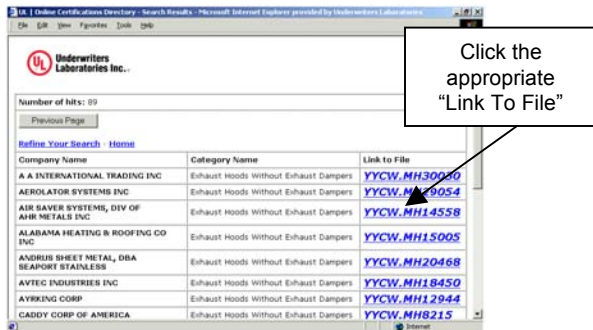 UL | Online Certifications Directory - Search Results - Microsoft Internet Explorer provided by Underwriters Laboratories
File Edit View Favorites Tools Help
UL
Underwriters
Laboratories Inc.
Click the
appropriate
“Link To File”
Number of hits: 89
Previous Page
Refine Your Search - Home
Company Name Category Name Link to File
A A INTERNATIONAL TRADING INC Exhaust Hoods Without Exhaust Dampers YYCW.MH30030
AEROLATOR SYSTEMS INC Exhaust Hoods Without Exhaust Dampers YYCW.MH29054
AIR SAVER SYSTEMS, DIV OF
AHR METALS INC Exhaust Hoods Without Exhaust Dampers YYCW.MH14558
ALABAMA HEATING & ROOFING CO
INC Exhaust Hoods Without Exhaust Dampers YYCW.MH15005
ANDRUS SHEET METAL, DBA
SEAPORT STAINLESS Exhaust Hoods Without Exhaust Dampers YYCW.MH20468
AVTEC INDUSTRIES INC Exhaust Hoods Without Exhaust Dampers YYCW.MH18450
AYRKING CORP Exhaust Hoods Without Exhaust Dampers YYCW.MH12944
CADDY CORP OF AMERICA Exhaust Hoods Without Exhaust Dampers YYCW.MH8215
Internet